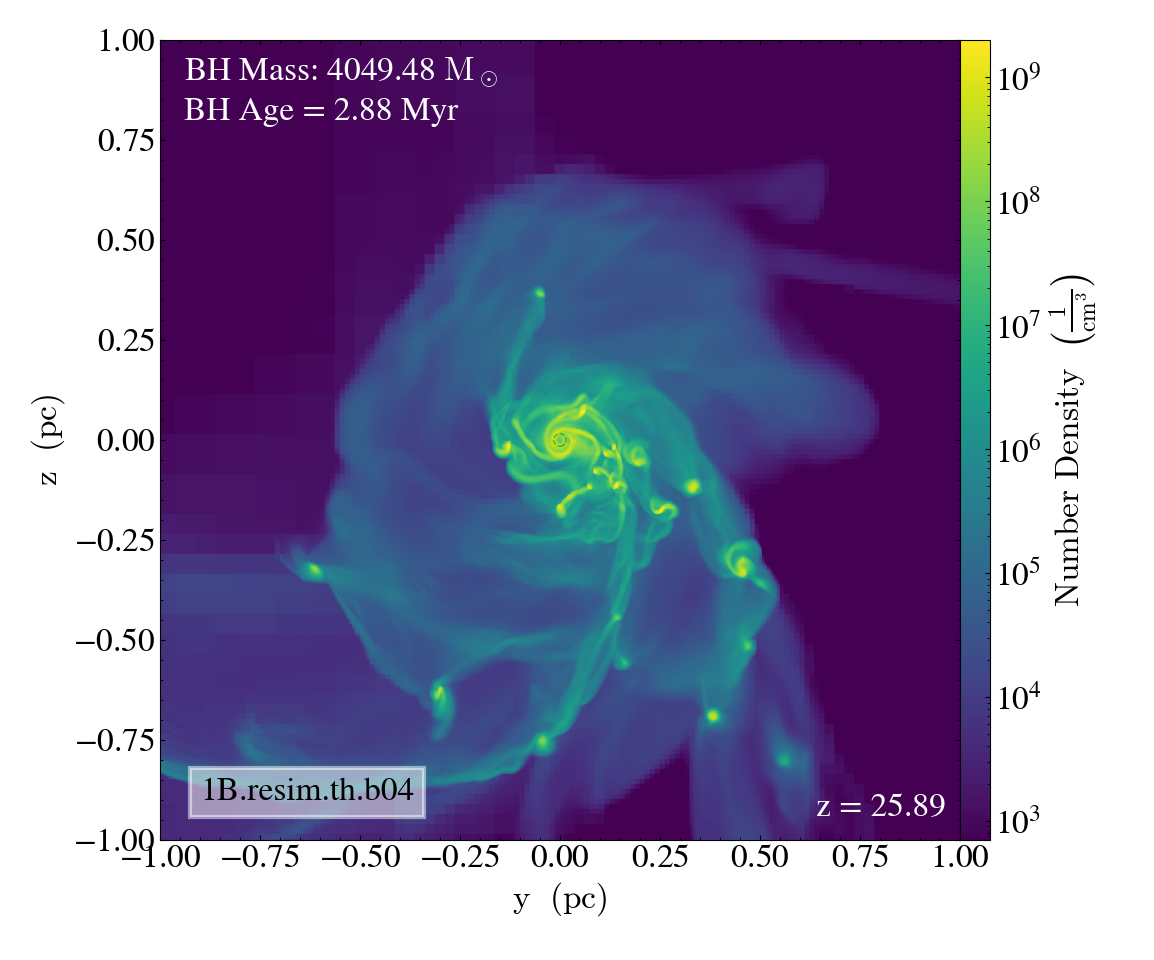 BH Mass: 4049.48 M⊙
BH Age = 2.88 Myr
1.00
0.75
0.50
0.25
0.00
−0.25
−0.50
−0.75
−1.00
z (pc)
1B.resim.th.b04
z = 25.89
−1.00 −0.75 −0.50 −0.25 0.00 0.25 0.50 0.75 1.00
y (pc)
10⁹
10⁸
10⁷
10⁶
10⁵
10⁴
10³
Number Density (1/cm³)